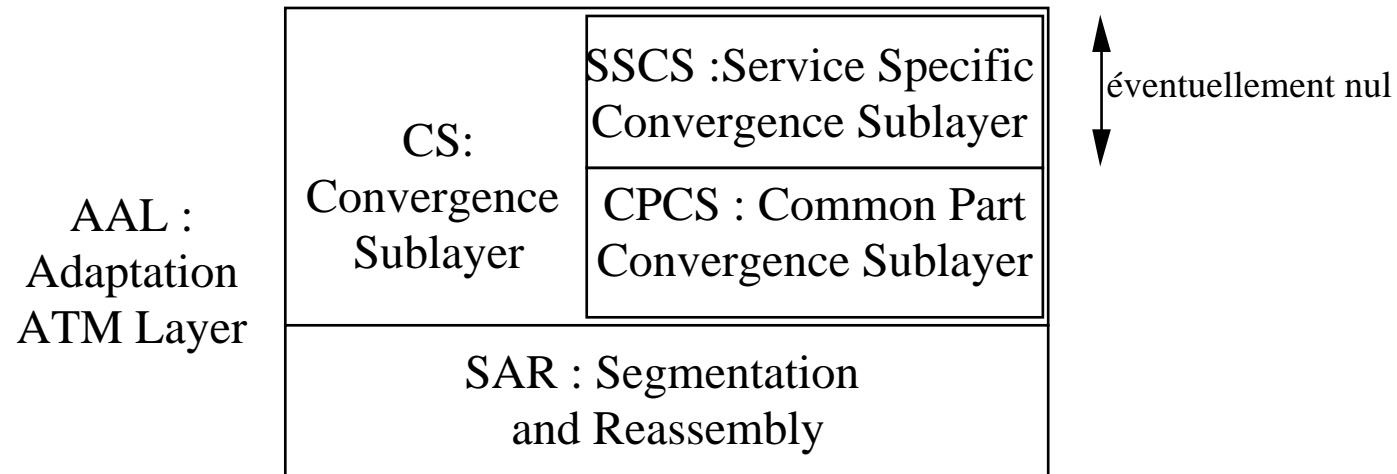 AAL :
Adaptation
ATM Layer
CS:
Convergence
Sublayer
SSCS :Service Specific
Convergence Sublayer
CPCS : Common Part
Convergence Sublayer
SAR : Segmentation
and Reassembly
éventuellement nul